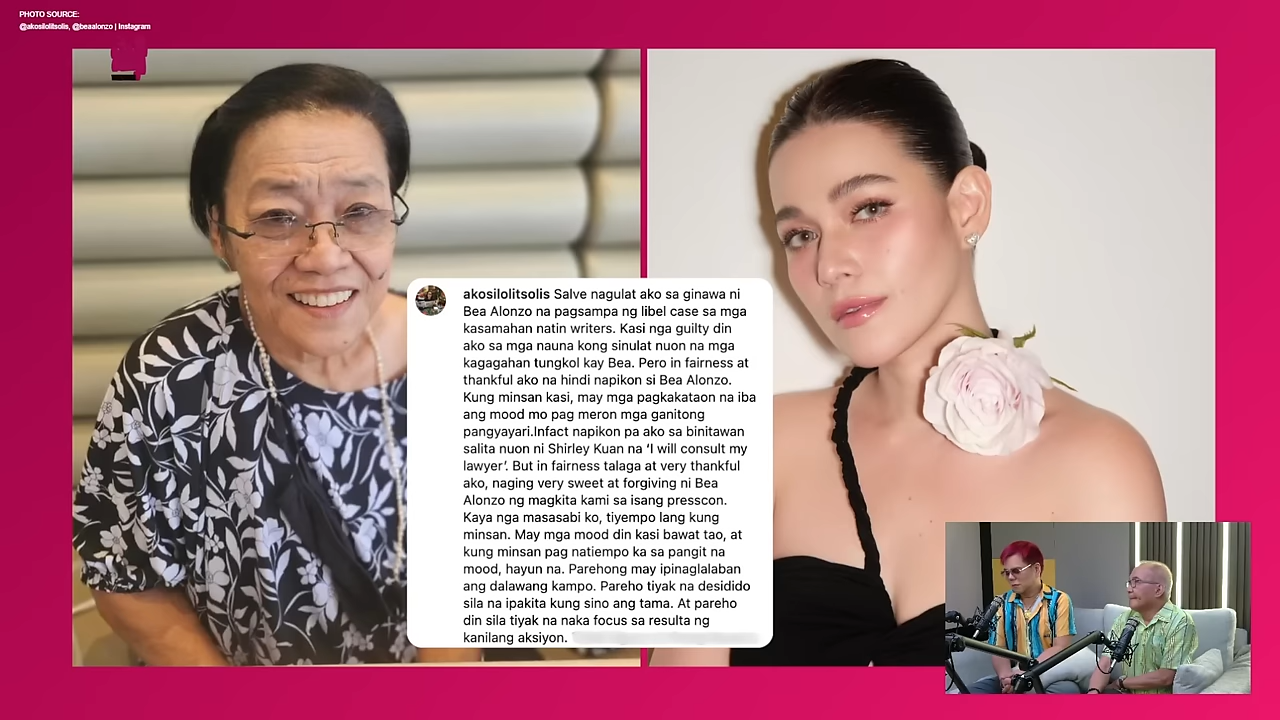 PHOTO SOURCE:
@akosilolitsolis, @beaalonzo | Instagram
akosilolitsolis Salve nagulat ako sa ginawa ni
Bea Alonzo na pagsampa ng libel case sa mga
kasamahan natin writers. Kasi nga guilty din
ako sa mga nauna kong sinulat nuon na mga
kagagahan tungkol kay Bea. Pero in fairness at
thankful ako na hindi napikon si Bea Alonzo.
Kung minsan kasi, may mga pagkakataon na iba
ang mood mo pag meron mga ganitong
pangyayari.Infact napikon pa ako sa binitawan
salita nuon ni Shirley Kuan na ‘I will consult my
lawyer’. But in fairness talaga at very thankful
ako, naging very sweet at forgiving ni Bea
Alonzo ng magkita kami sa isang presscon.
Kaya nga masasabi ko, tiyempo lang kung
minsan. May mga mood din kasi bawat tao, at
kung minsan pag natiempo ka sa pangit na
mood, hayun na. Parehong may ipinaglalaban
ang dalawang kampo. Pareho tiyak na desidido
sila na ipakita kung sino ang tama. At pareho
din sila tiyak na naka focus sa resulta ng
kanilang aksiyon.